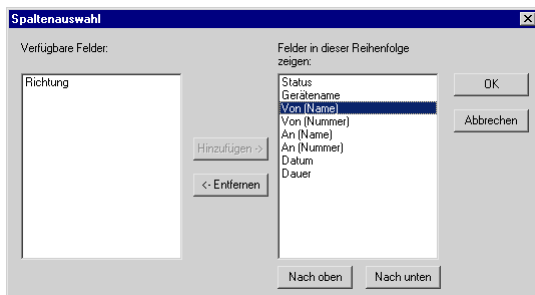 Spaltenauswahl
Verfügbare Felder:
Felder in dieser Reihenfolge
zeigen:
Richtung
Status
Gerätename
Von (Name)
Von (Nummer)
An (Name)
An (Nummer)
Datum
Dauer
Hinzufügen ->
<- Entfernen
OK
Abbrechen
Nach oben
Nach unten